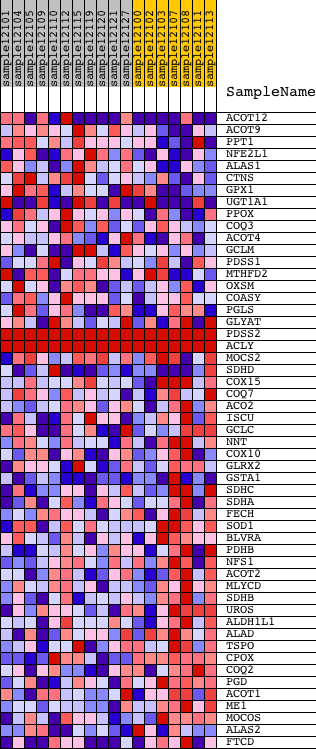 sample12101
sample12104
sample12105
sample12109
sample12110
sample12112
sample12115
sample12119
sample12120
sample12122
sample12127
sample12100
sample12102
sample12103
sample12107
sample12108
sample12111
sample12113
SampleName
ACOT12
ACOT9
PPT1
NFE2L1
ALAS1
CTNS
GPX1
UGT1A1
PPOX
COQ3
ACOT4
GCLM
PDSS1
MTHFD2
OXSM
COASY
PGLS
GLYAT
PDSS2
ACLY
MOCS2
SDHD
COX15
COQ7
ACO2
ISCU
GCLC
NNT
COX10
GLRX2
GSTA1
SDHC
SDHA
FECH
SOD1
BLVRA
PDHB
NFS1
ACOT2
MLYCD
SDHB
UROS
ALDH1L1
ALAD
TSPO
CPOX
COQ2
PGD
ACOT1
ME1
MOCOS
ALAS2
FTCD